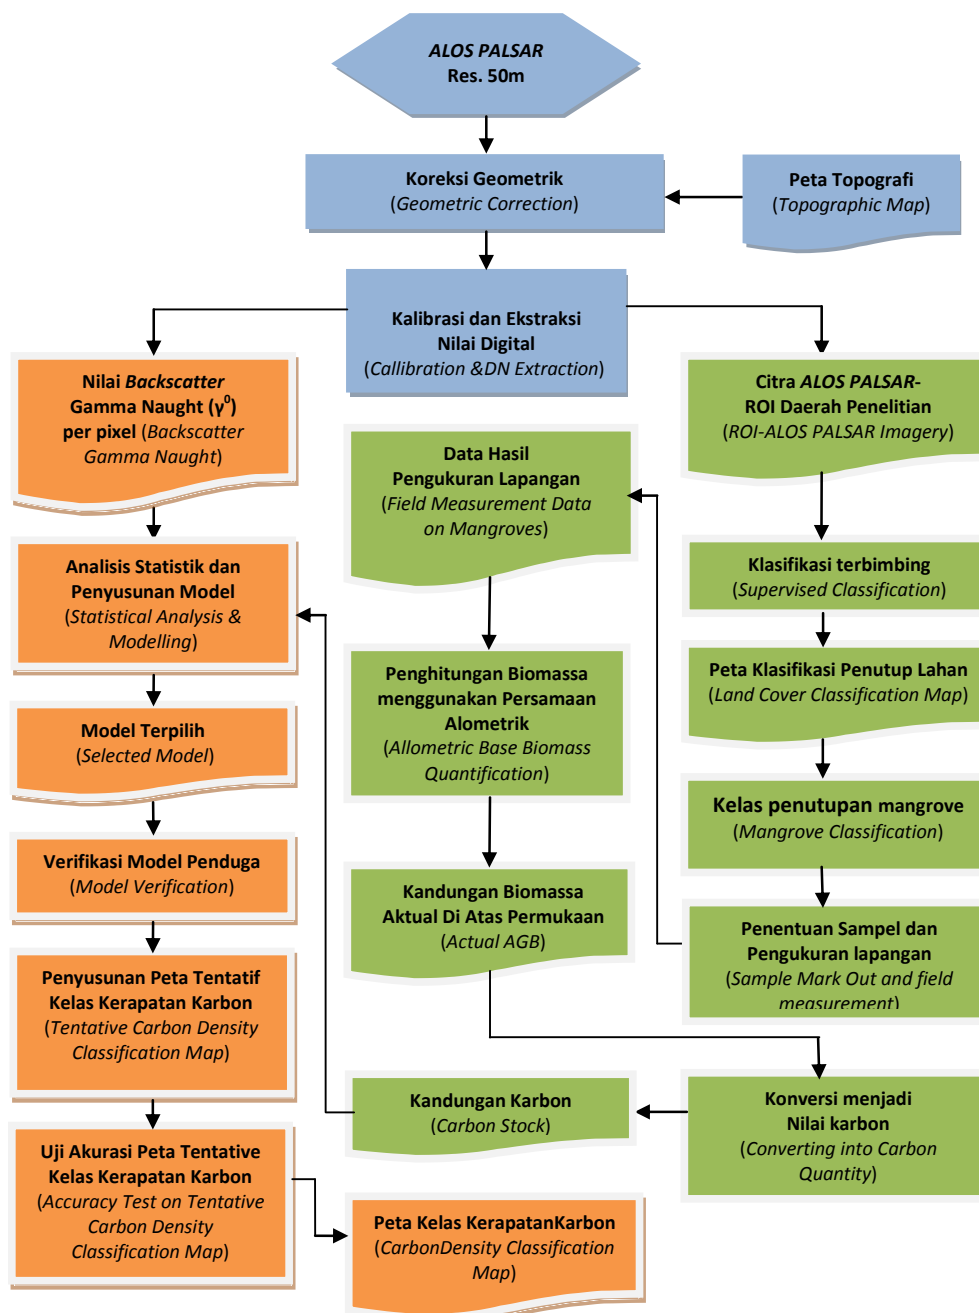 ALOS PALSAR
Res. 50m
Koreksi Geometrik
(Geometric Correction)
Peta Topografi
(Topographic Map)
Kalibrasi dan Ekstraksi
Nilai Digital
(Callibration &DN Extraction)
Nilai Backscatter
Gamma Naught (γ⁰)
per pixel (Backscatter
Gamma Naught)
Analisis Statistik dan
Penyusunan Model
(Statistical Analysis &
Modelling)
Model Terpilih
(Selected Model)
Verifikasi Model Penduga
(Model Verification)
Penyusunan Peta Tentatif
Kelas Kerapatan Karbon
(Tentative Carbon Density
Classification Map)
Uji Akurasi Peta Tentative
Kelas Kerapatan Karbon
(Accuracy Test on Tentative
Carbon Density
Classification Map)
Data Hasil
Pengukuran Lapangan
(Field Measurement Data
on Mangroves)
Penghitungan Biomassa
menggunakan Persamaan
Alometrik
(Allometric Base Biomass
Quantification)
Kandungan Biomassa
Aktual Di Atas Permukaan
(Actual AGB)
Kandungan Karbon
(Carbon Stock)
Peta Kelas KerapatanKarbon
(CarbonDensity Classification
Map)
Citra ALOS PALSAR-
ROI Daerah Penelitian
(ROI-ALOS PALSAR Imagery)
Klasifikasi terbimbing
(Supervised Classification)
Peta Klasifikasi Penutup Lahan
(Land Cover Classification Map)
Kelas penutupan mangrove
(Mangrove Classification)
Penentuan Sampel dan
Pengukuran lapangan
(Sample Mark Out and field
measurement)
Konversi menjadi
Nilai karbon
(Converting into Carbon
Quantity)